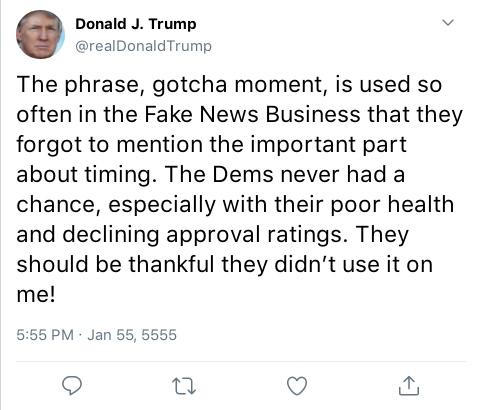 Donald J. Trump
@realDonaldTrump
The phrase, gotcha moment, is used so
often in the Fake News Business that they
forgot to mention the important part
about timing. The Dems never had a
chance, especially with their poor health
and declining approval ratings. They
should be thankful they didn’t use it on
me!
5:55 PM · Jan 55, 5555